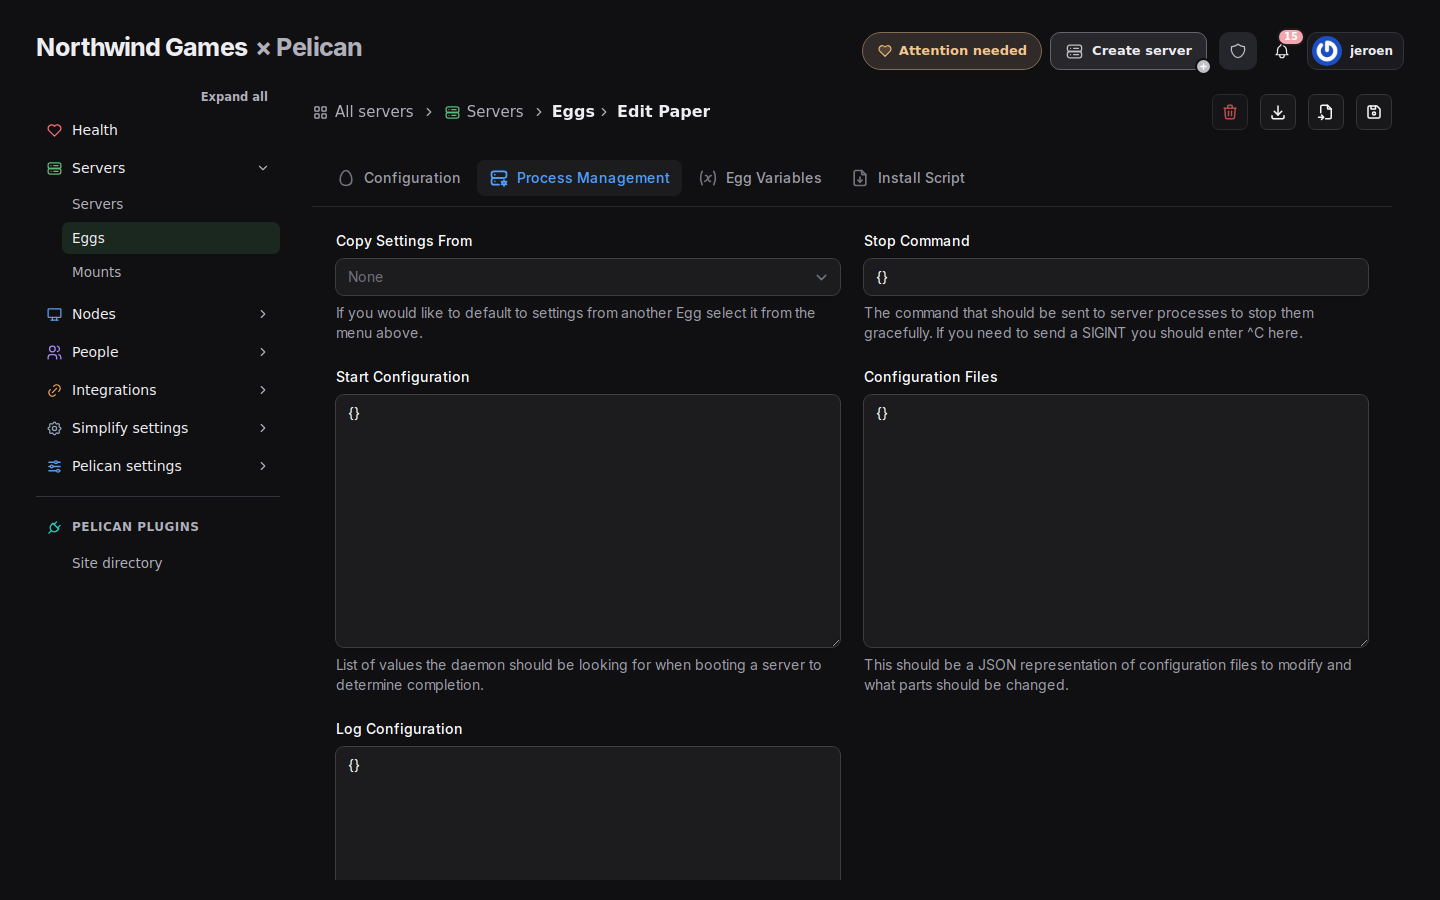 Northwind Games × Pelican
Attention needed
Create server
15
jeroen
Expand all
Health
Servers
Servers
Eggs
Mounts
Nodes
People
Integrations
Simplify settings
Pelican settings
PELICAN PLUGINS
Site directory
All servers > Servers > Eggs > Edit Paper
Configuration
Process Management
Egg Variables
Install Script
Copy Settings From
None
If you would like to default to settings from another Egg select it from the
menu above.
Stop Command
{}
The command that should be sent to server processes to stop them
gracefully. If you need to send a SIGINT you should enter ^C here.
Start Configuration
{}
List of values the daemon should be looking for when booting a server to
determine completion.
Configuration Files
{}
This should be a JSON representation of configuration files to modify and
what parts should be changed.
Log Configuration
{}